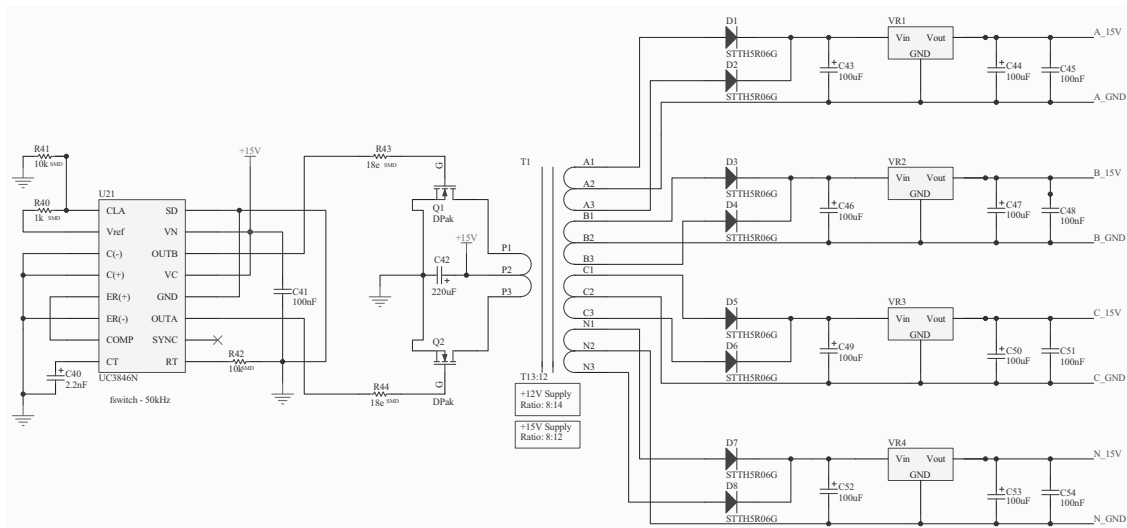 D1
STTH5R06G
D2
STTH5R06G
C43
100uF
VR1
Vin Vout
GND
C44
100uF
C45
100nF
A_15V
A_GND
R41
10k SMD
R40
1k SMD
+15V
U21
CLA
Vref
C(-)
C(+)
ER(+)
ER(-)
COMP
CT
SD
VN
OUTB
VC
GND
OUTA
SYNC
RT
UC3846N
fswitch - 50kHz
C40
2.2nF
R42
10k SMD
C41
100nF
R43
18e SMD
G
Q1
DPak
+15V
C42
220uF
Q2
G
DPak
R44
18e SMD
P1
P2
P3
T1
A1
A2
A3
B1
B2
B3
C1
C2
C3
N1
N2
N3
T13:12
+12V Supply
Ratio: 8:14
+15V Supply
Ratio: 8:12
D3
STTH5R06G
D4
STTH5R06G
C46
100uF
VR2
Vin Vout
GND
C47
100uF
C48
100nF
B_15V
B_GND
D5
STTH5R06G
D6
STTH5R06G
C49
100uF
VR3
Vin Vout
GND
C50
100uF
C51
100nF
C_15V
C_GND
D7
STTH5R06G
D8
STTH5R06G
C52
100uF
VR4
Vin Vout
GND
C53
100uF
C54
100nF
N_15V
N_GND